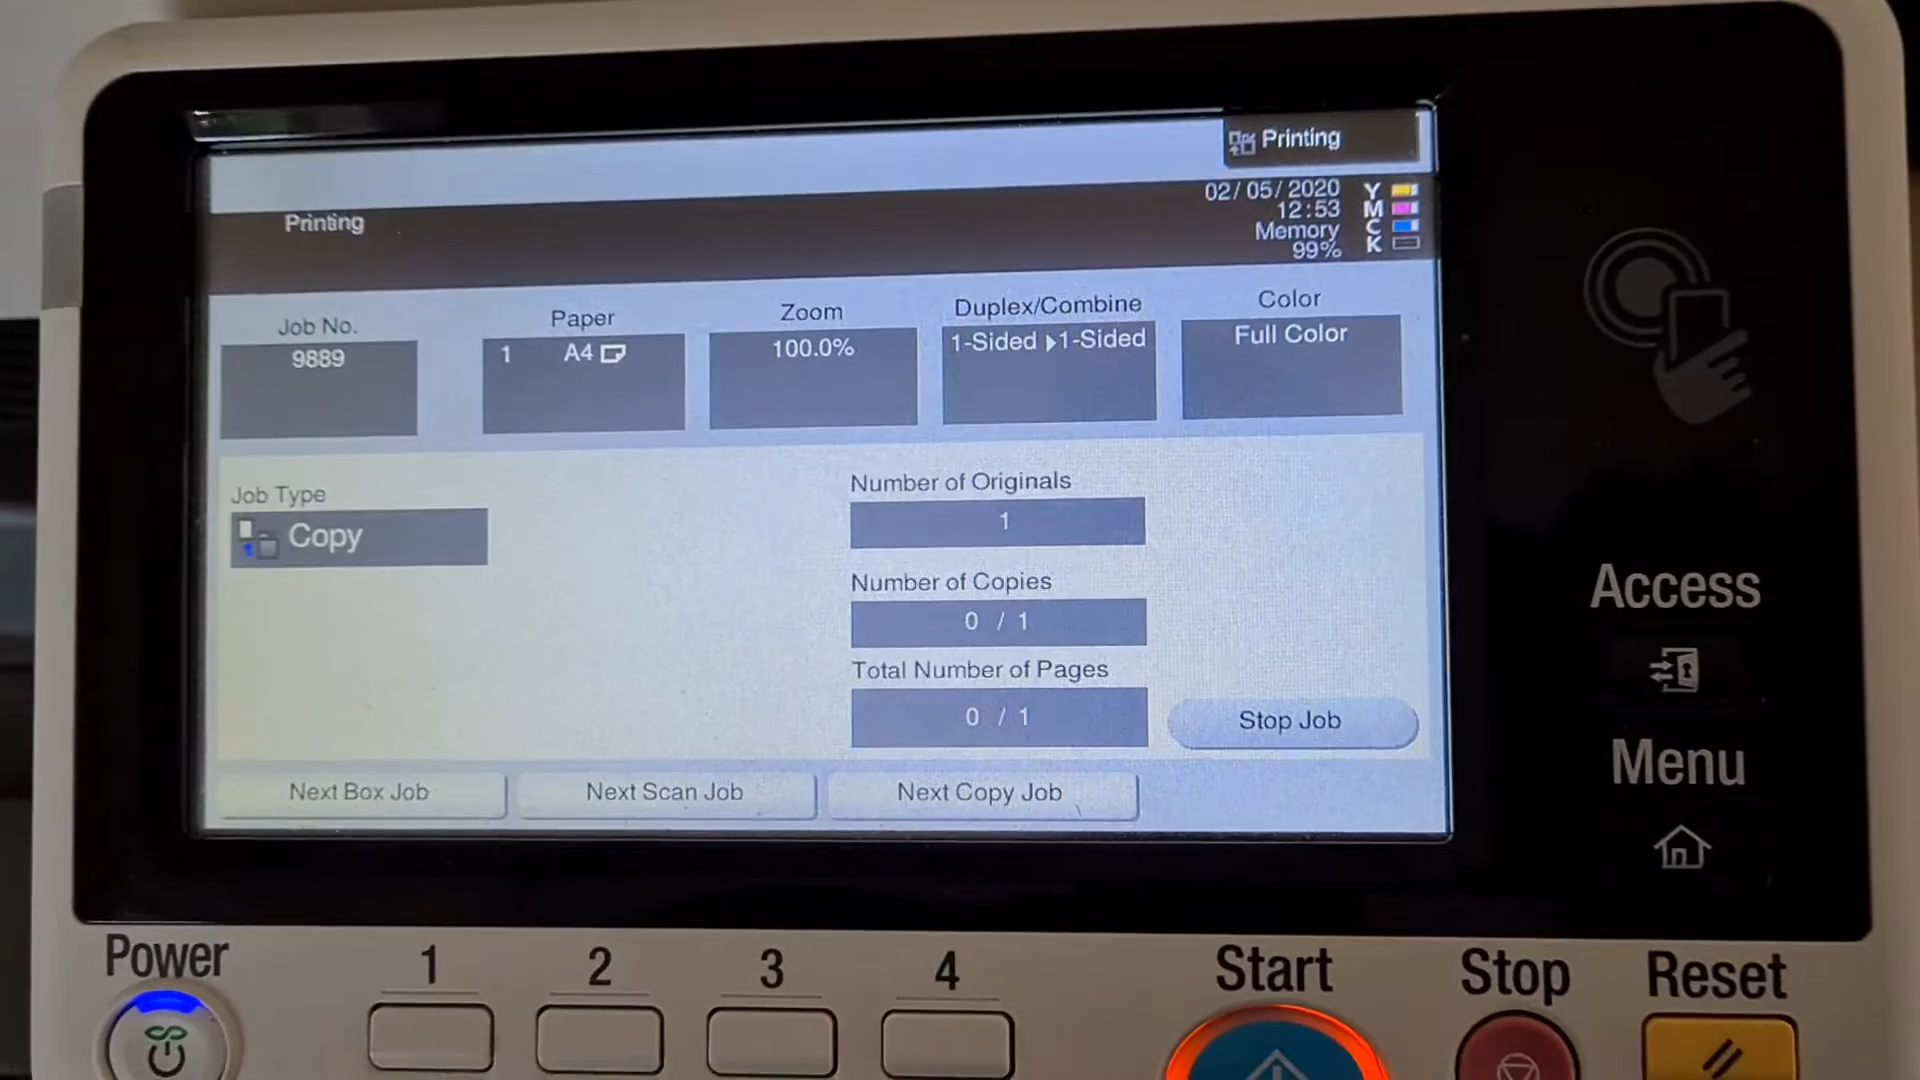 Printing
Printing
02/05/2020
12:53
Memory
99%
Y
M
C
K
Job No.
9889
Paper
1 A4
Zoom
100.0%
Duplex/Combine
1-Sided ▶1-Sided
Color
Full Color
Job Type
Copy
Number of Originals
1
Number of Copies
0 / 1
Total Number of Pages
0 / 1
Stop Job
Next Box Job
Next Scan Job
Next Copy Job
Access
Menu
Power
1
2
3
4
Start
Stop
Reset